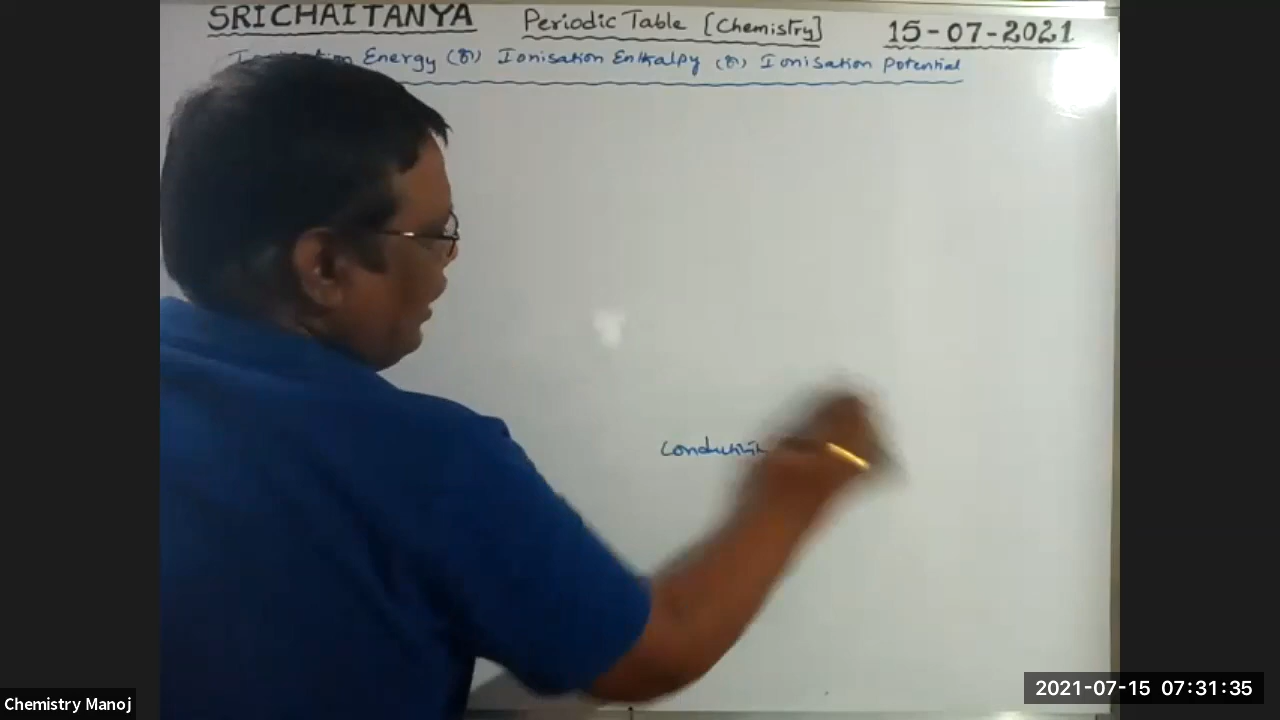 SRICHAITANYA Periodic Table [Chemistry] 15-07-2021
Energy (or) Ionisation Enthalpy (or) Ionisation Potential
Chemistry Manoj
2021-07-15 07:31:35